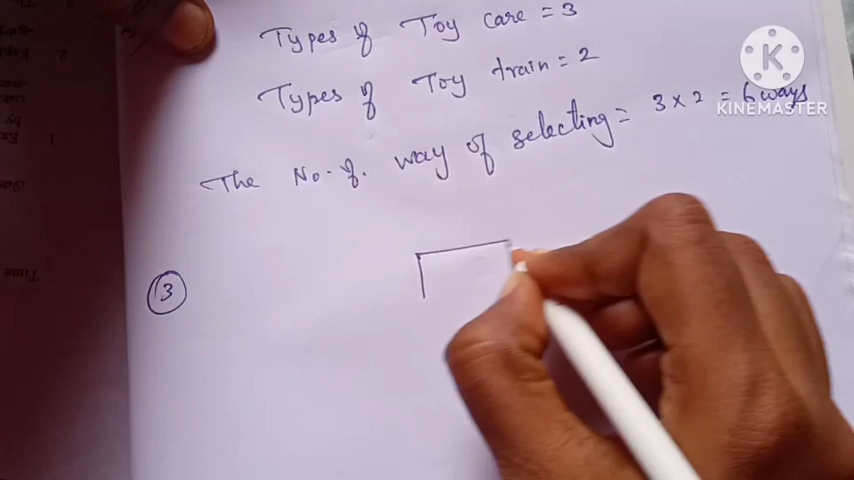 Types of Toy care = 3
Types of Toy train = 2
The No. of. way of selecting = 3 x 2 = 6 ways
3
K
KINEMASTER